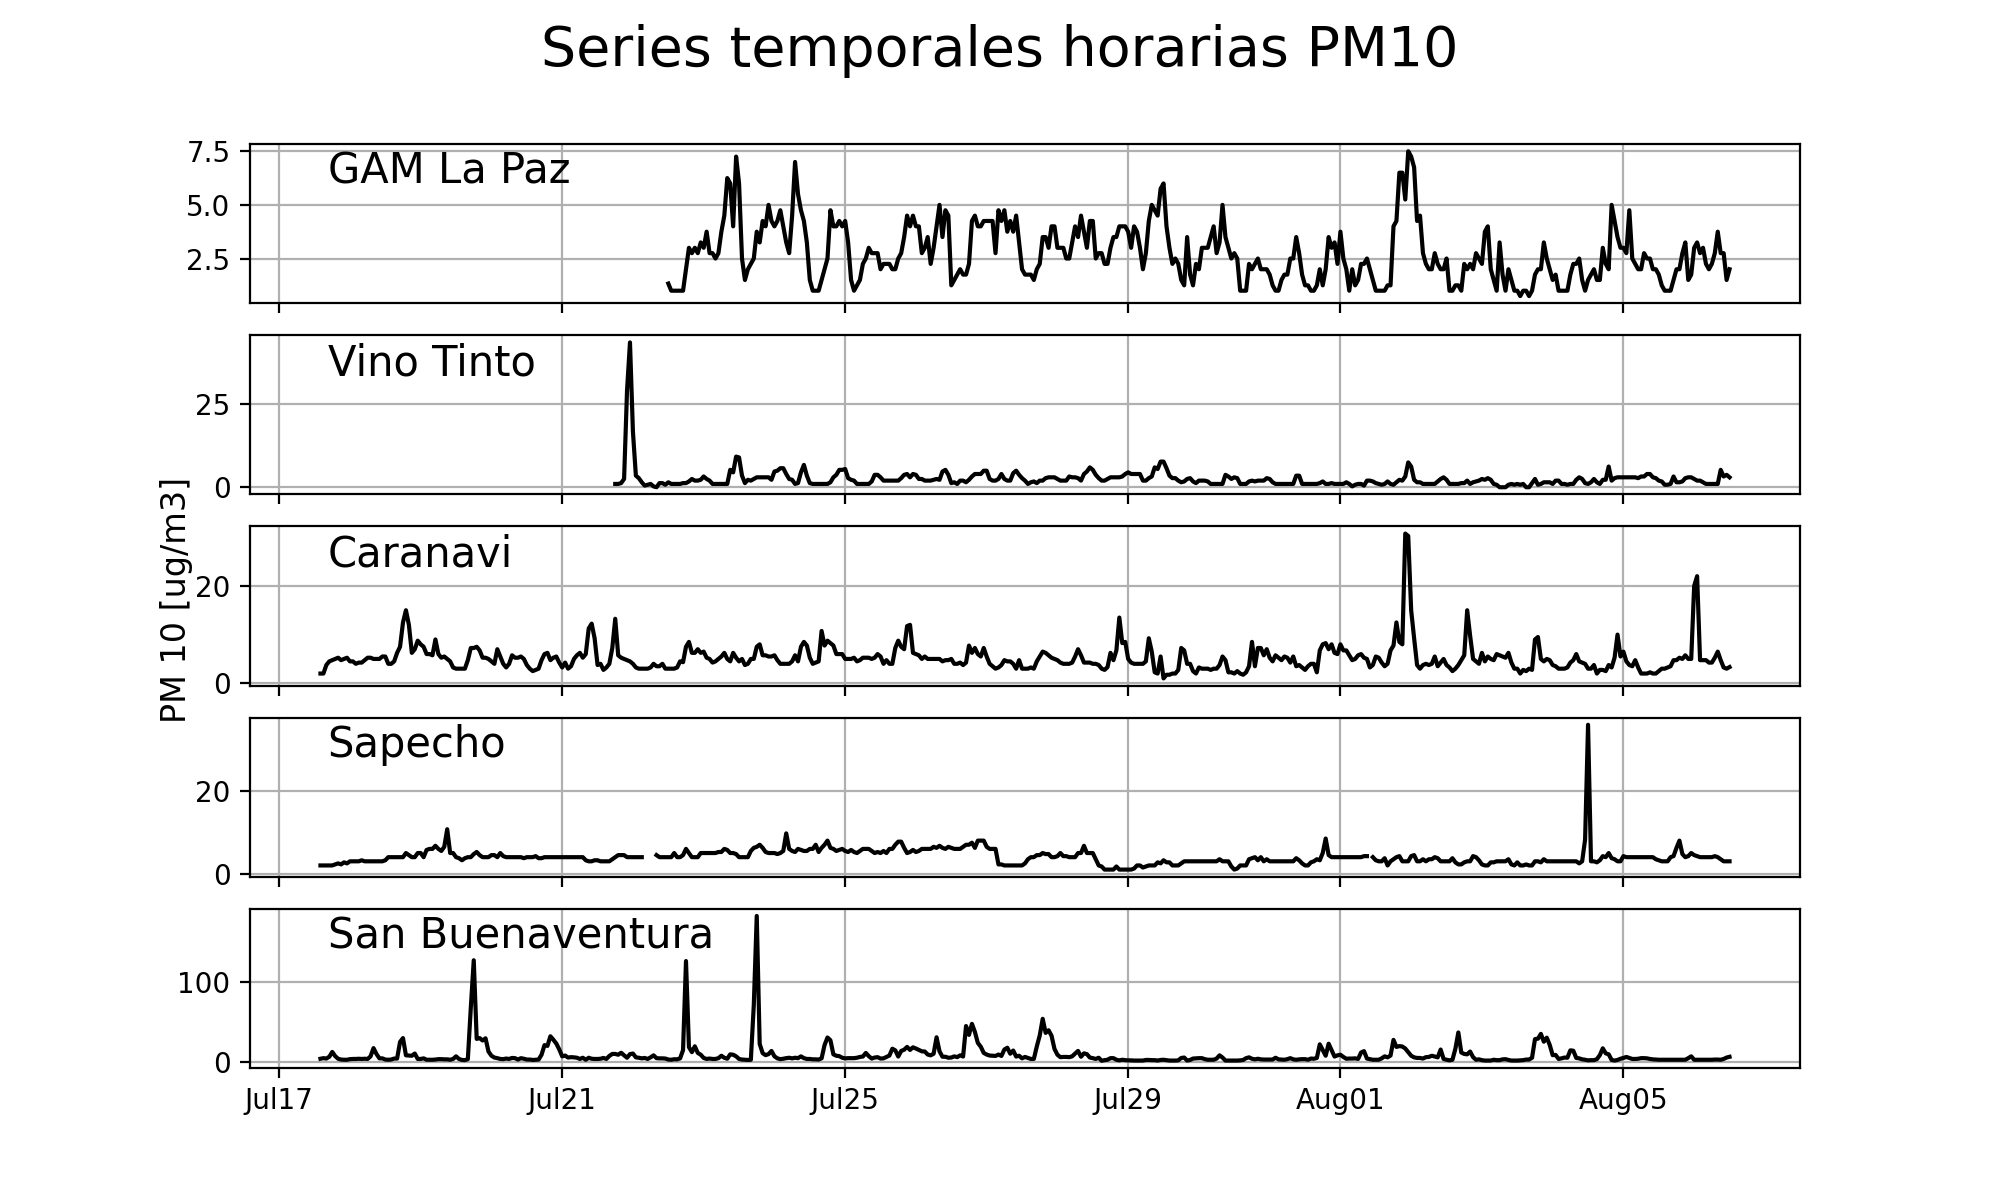 Series temporales horarias PM10
GAM La Paz
7.5
5.0
2.5
Vino Tinto
25
0
PM 10 [ug/m3]
Caranavi
20
0
Sapecho
20
0
San Buenaventura
100
0
Jul17 Jul21 Jul25 Jul29 Aug01 Aug05